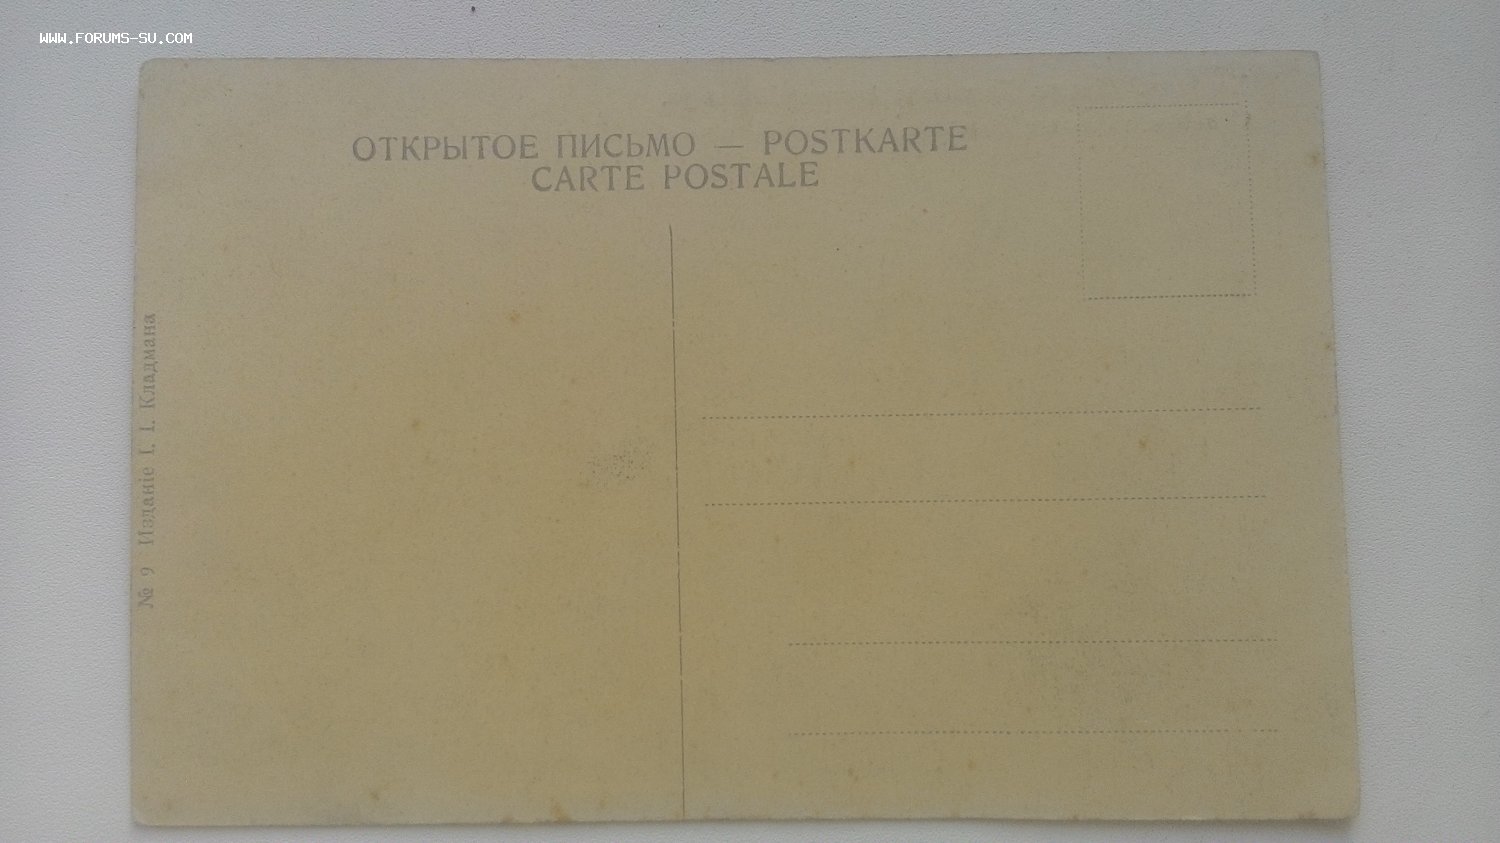 WWW.FORUMS-SU.COM
ОТКРЫТОЕ ПИСЬМО — POSTKARTE
CARTE POSTALE
№ 9 Изданіе І. І. Кладмана